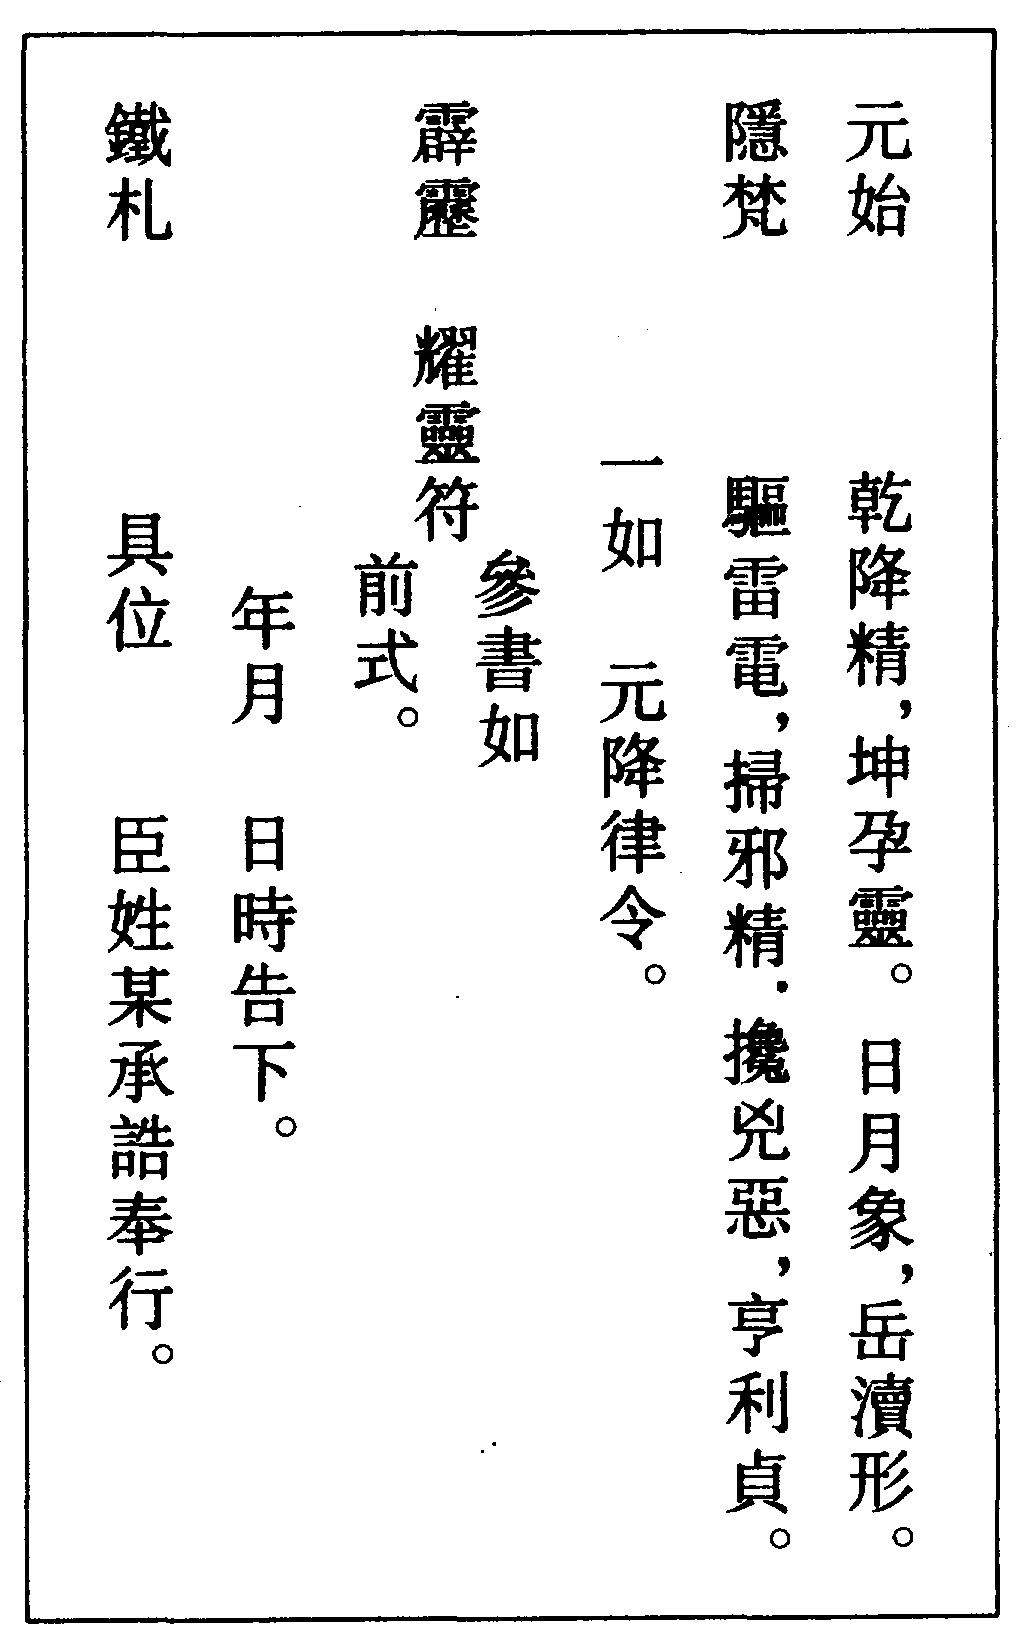 元始 乾降精，坤孕靈。 日月象，岳瀆形。
隱梵 驅雷電，掃邪精．攙兇惡，亨利貞。
一如 元降律令。
霹靂 耀靈符
參書如
前式。
年月 日時告下。
鐵札 具位 臣姓某承誥奉行。